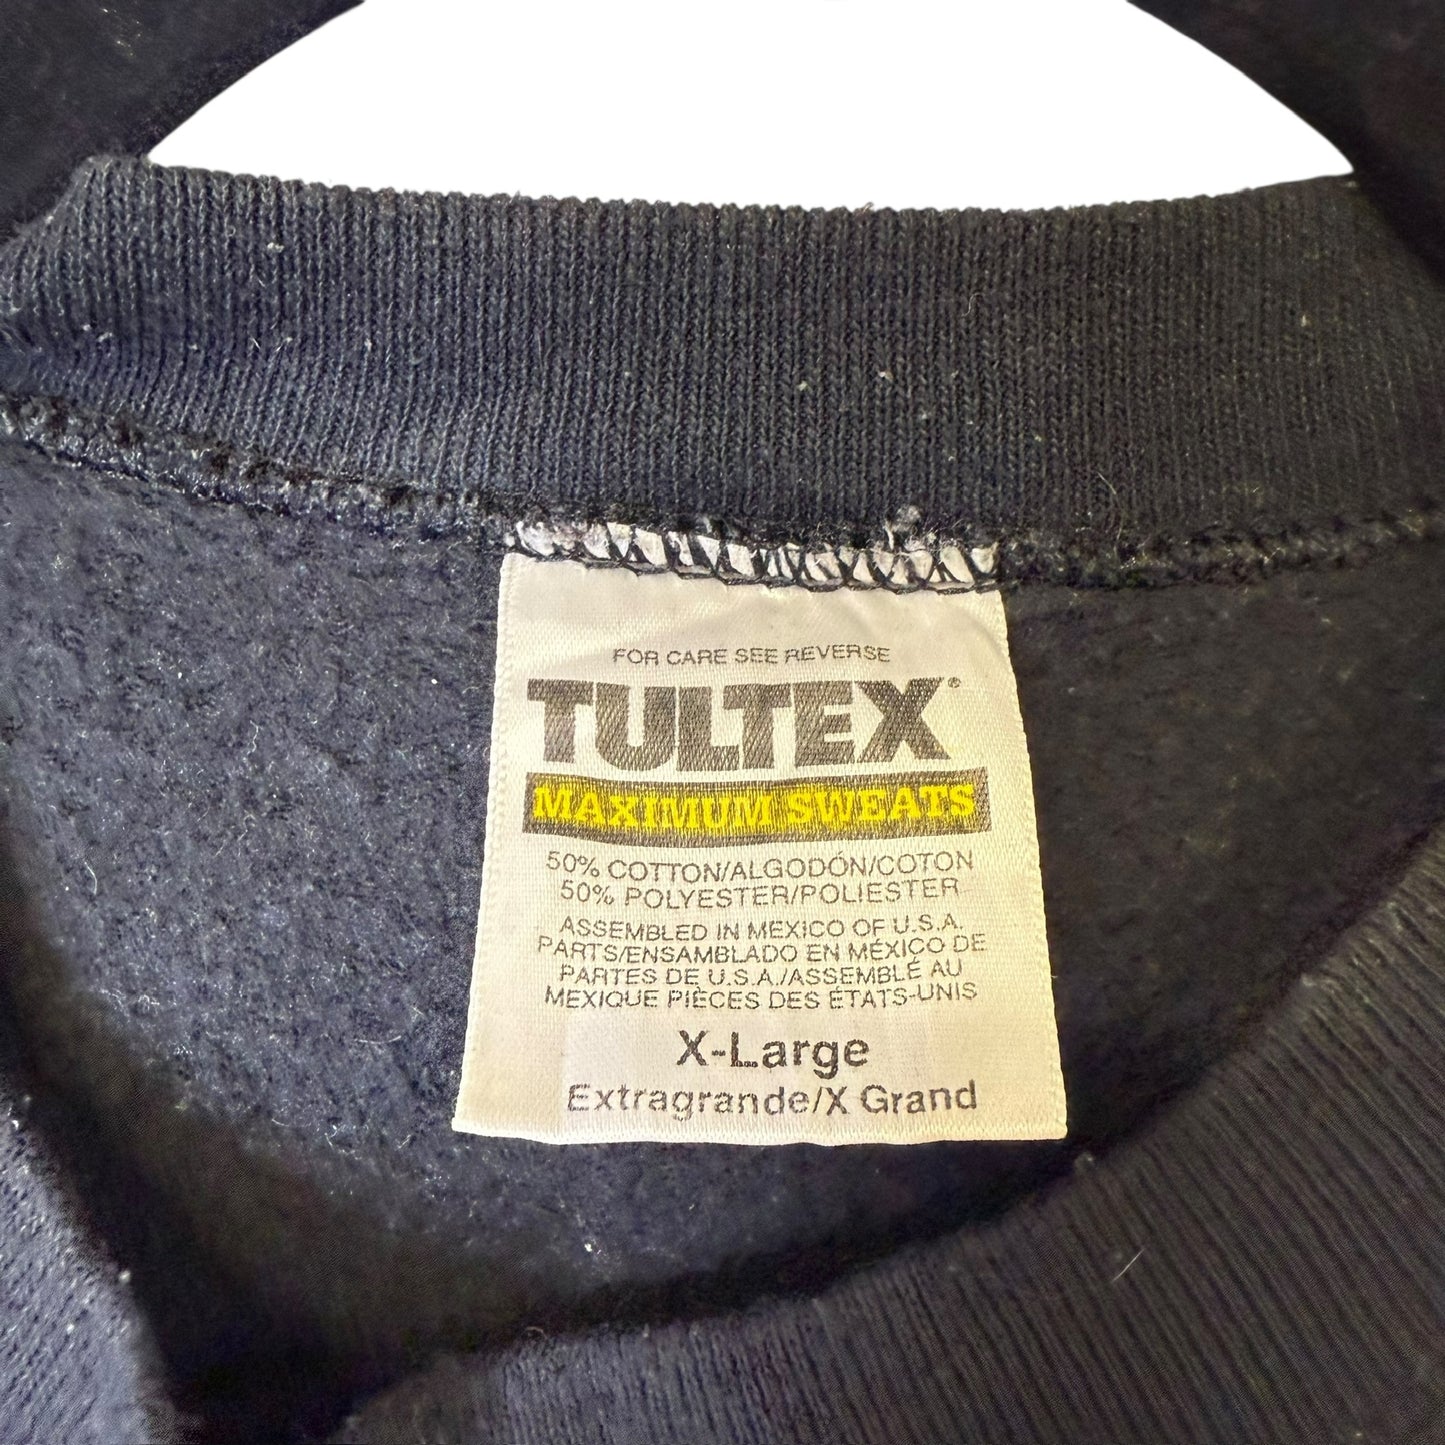 FOR CARE SEE REVERSE
TULTEX®
MAXIMUM SWEATS
50% COTTON/ALGODÓN/COTON
50% POLYESTER/POLIESTER
ASSEMBLED IN MEXICO OF U.S.A.
PARTS/ENSAMBLADO EN MÉXICO DE
PARTES DE U.S.A./ASSEMBLÉ AU
MEXIQUE PIÈCES DES ÉTATS-UNIS
X-Large
Extragrande/X Grand